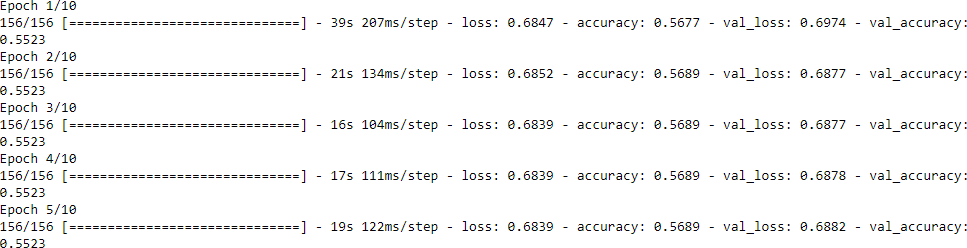 Epoch 1/10
156/156 [==============================] - 39s 207ms/step - loss: 0.6847 - accuracy: 0.5677 - val_loss: 0.6974 - val_accuracy:
0.5523
Epoch 2/10
156/156 [==============================] - 21s 134ms/step - loss: 0.6852 - accuracy: 0.5689 - val_loss: 0.6877 - val_accuracy:
0.5523
Epoch 3/10
156/156 [==============================] - 16s 104ms/step - loss: 0.6839 - accuracy: 0.5689 - val_loss: 0.6877 - val_accuracy:
0.5523
Epoch 4/10
156/156 [==============================] - 17s 111ms/step - loss: 0.6839 - accuracy: 0.5689 - val_loss: 0.6878 - val_accuracy:
0.5523
Epoch 5/10
156/156 [==============================] - 19s 122ms/step - loss: 0.6839 - accuracy: 0.5689 - val_loss: 0.6882 - val_accuracy:
0.5523